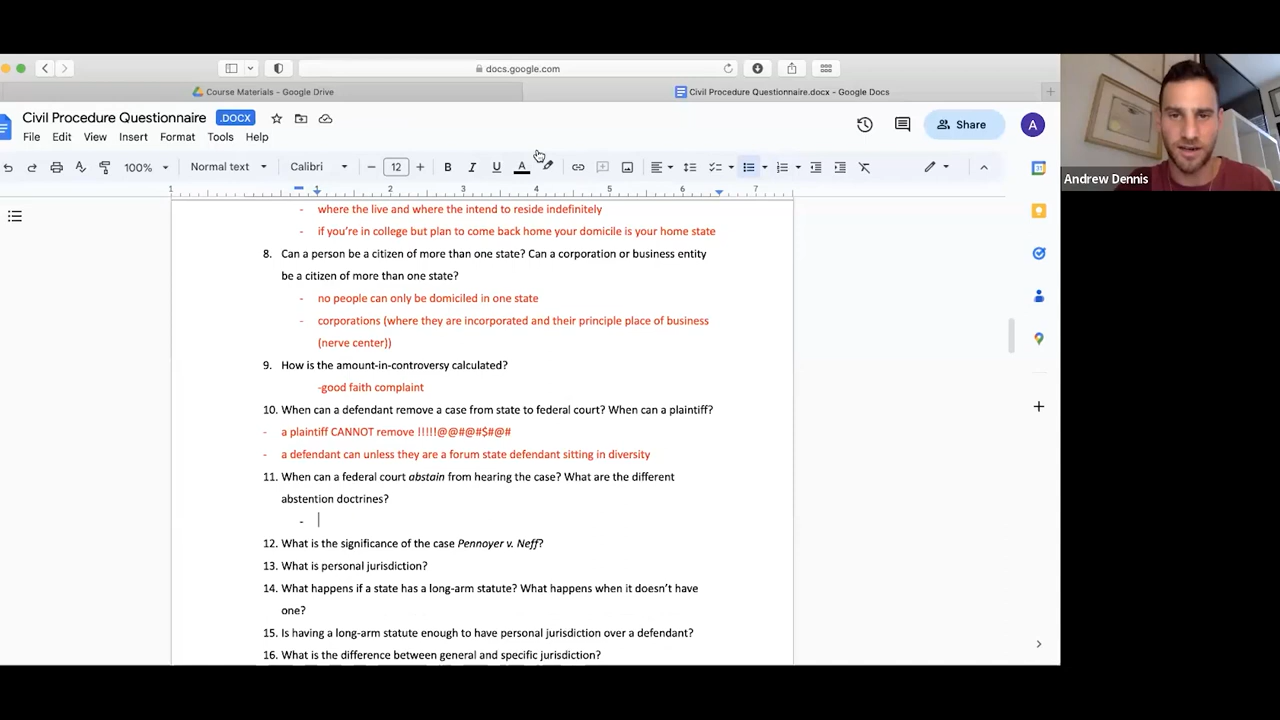 docs.google.com
Course Materials - Google Drive
Civil Procedure Questionnaire.docx - Google Docs
Civil Procedure Questionnaire
.DOCX
Share
A
File Edit View Insert Format Tools Help
100%
Normal text
Calibri
12
B I U A
Andrew Dennis
1 1 2 3 4 5 6 7
- where the live and where the intend to reside indefinitely
- if you're in college but plan to come back home your domicile is your home state
8. Can a person be a citizen of more than one state? Can a corporation or business entity
be a citizen of more than one state?
- no people can only be domiciled in one state
- corporations (where they are incorporated and their principle place of business
(nerve center))
9. How is the amount-in-controversy calculated?
-good faith complaint
10. When can a defendant remove a case from state to federal court? When can a plaintiff?
- a plaintiff CANNOT remove !!!!!@@#@#$#@#
- a defendant can unless they are a forum state defendant sitting in diversity
11. When can a federal court abstain from hearing the case? What are the different
abstention doctrines?
-
12. What is the significance of the case Pennoyer v. Neff?
13. What is personal jurisdiction?
14. What happens if a state has a long-arm statute? What happens when it doesn't have
one?
15. Is having a long-arm statute enough to have personal jurisdiction over a defendant?
16. What is the difference between general and specific jurisdiction?